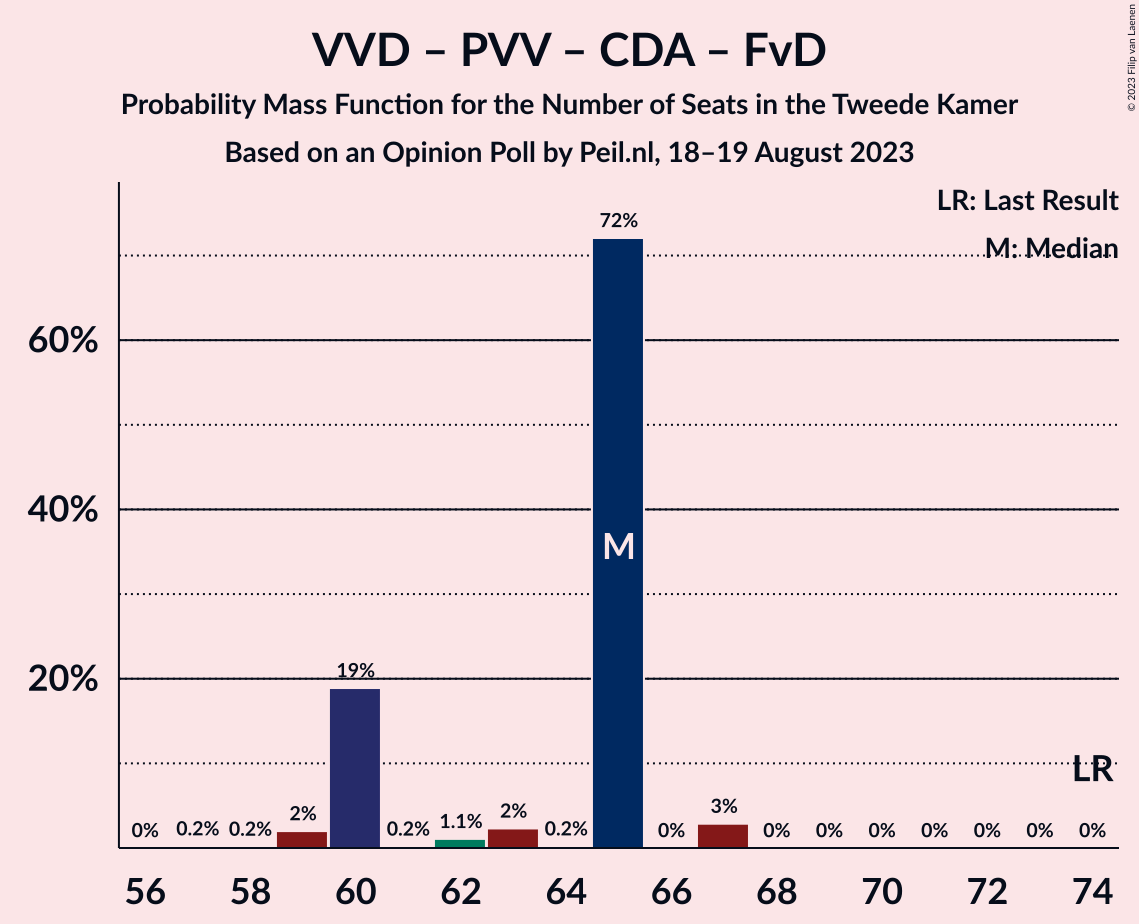 VVD – PVV – CDA – FvD
Probability Mass Function for the Number of Seats in the Tweede Kamer
Based on an Opinion Poll by Peil.nl, 18–19 August 2023
© 2023 Filip van Laenen
LR: Last Result
M: Median
60%
40%
20%
0% 0.2% 0.2% 2% 19% 0.2% 1.1% 2% 0.2% 72% 0% 3% 0% 0% 0% 0% 0% 0% 0%
M
LR
56 58 60 62 64 66 68 70 72 74